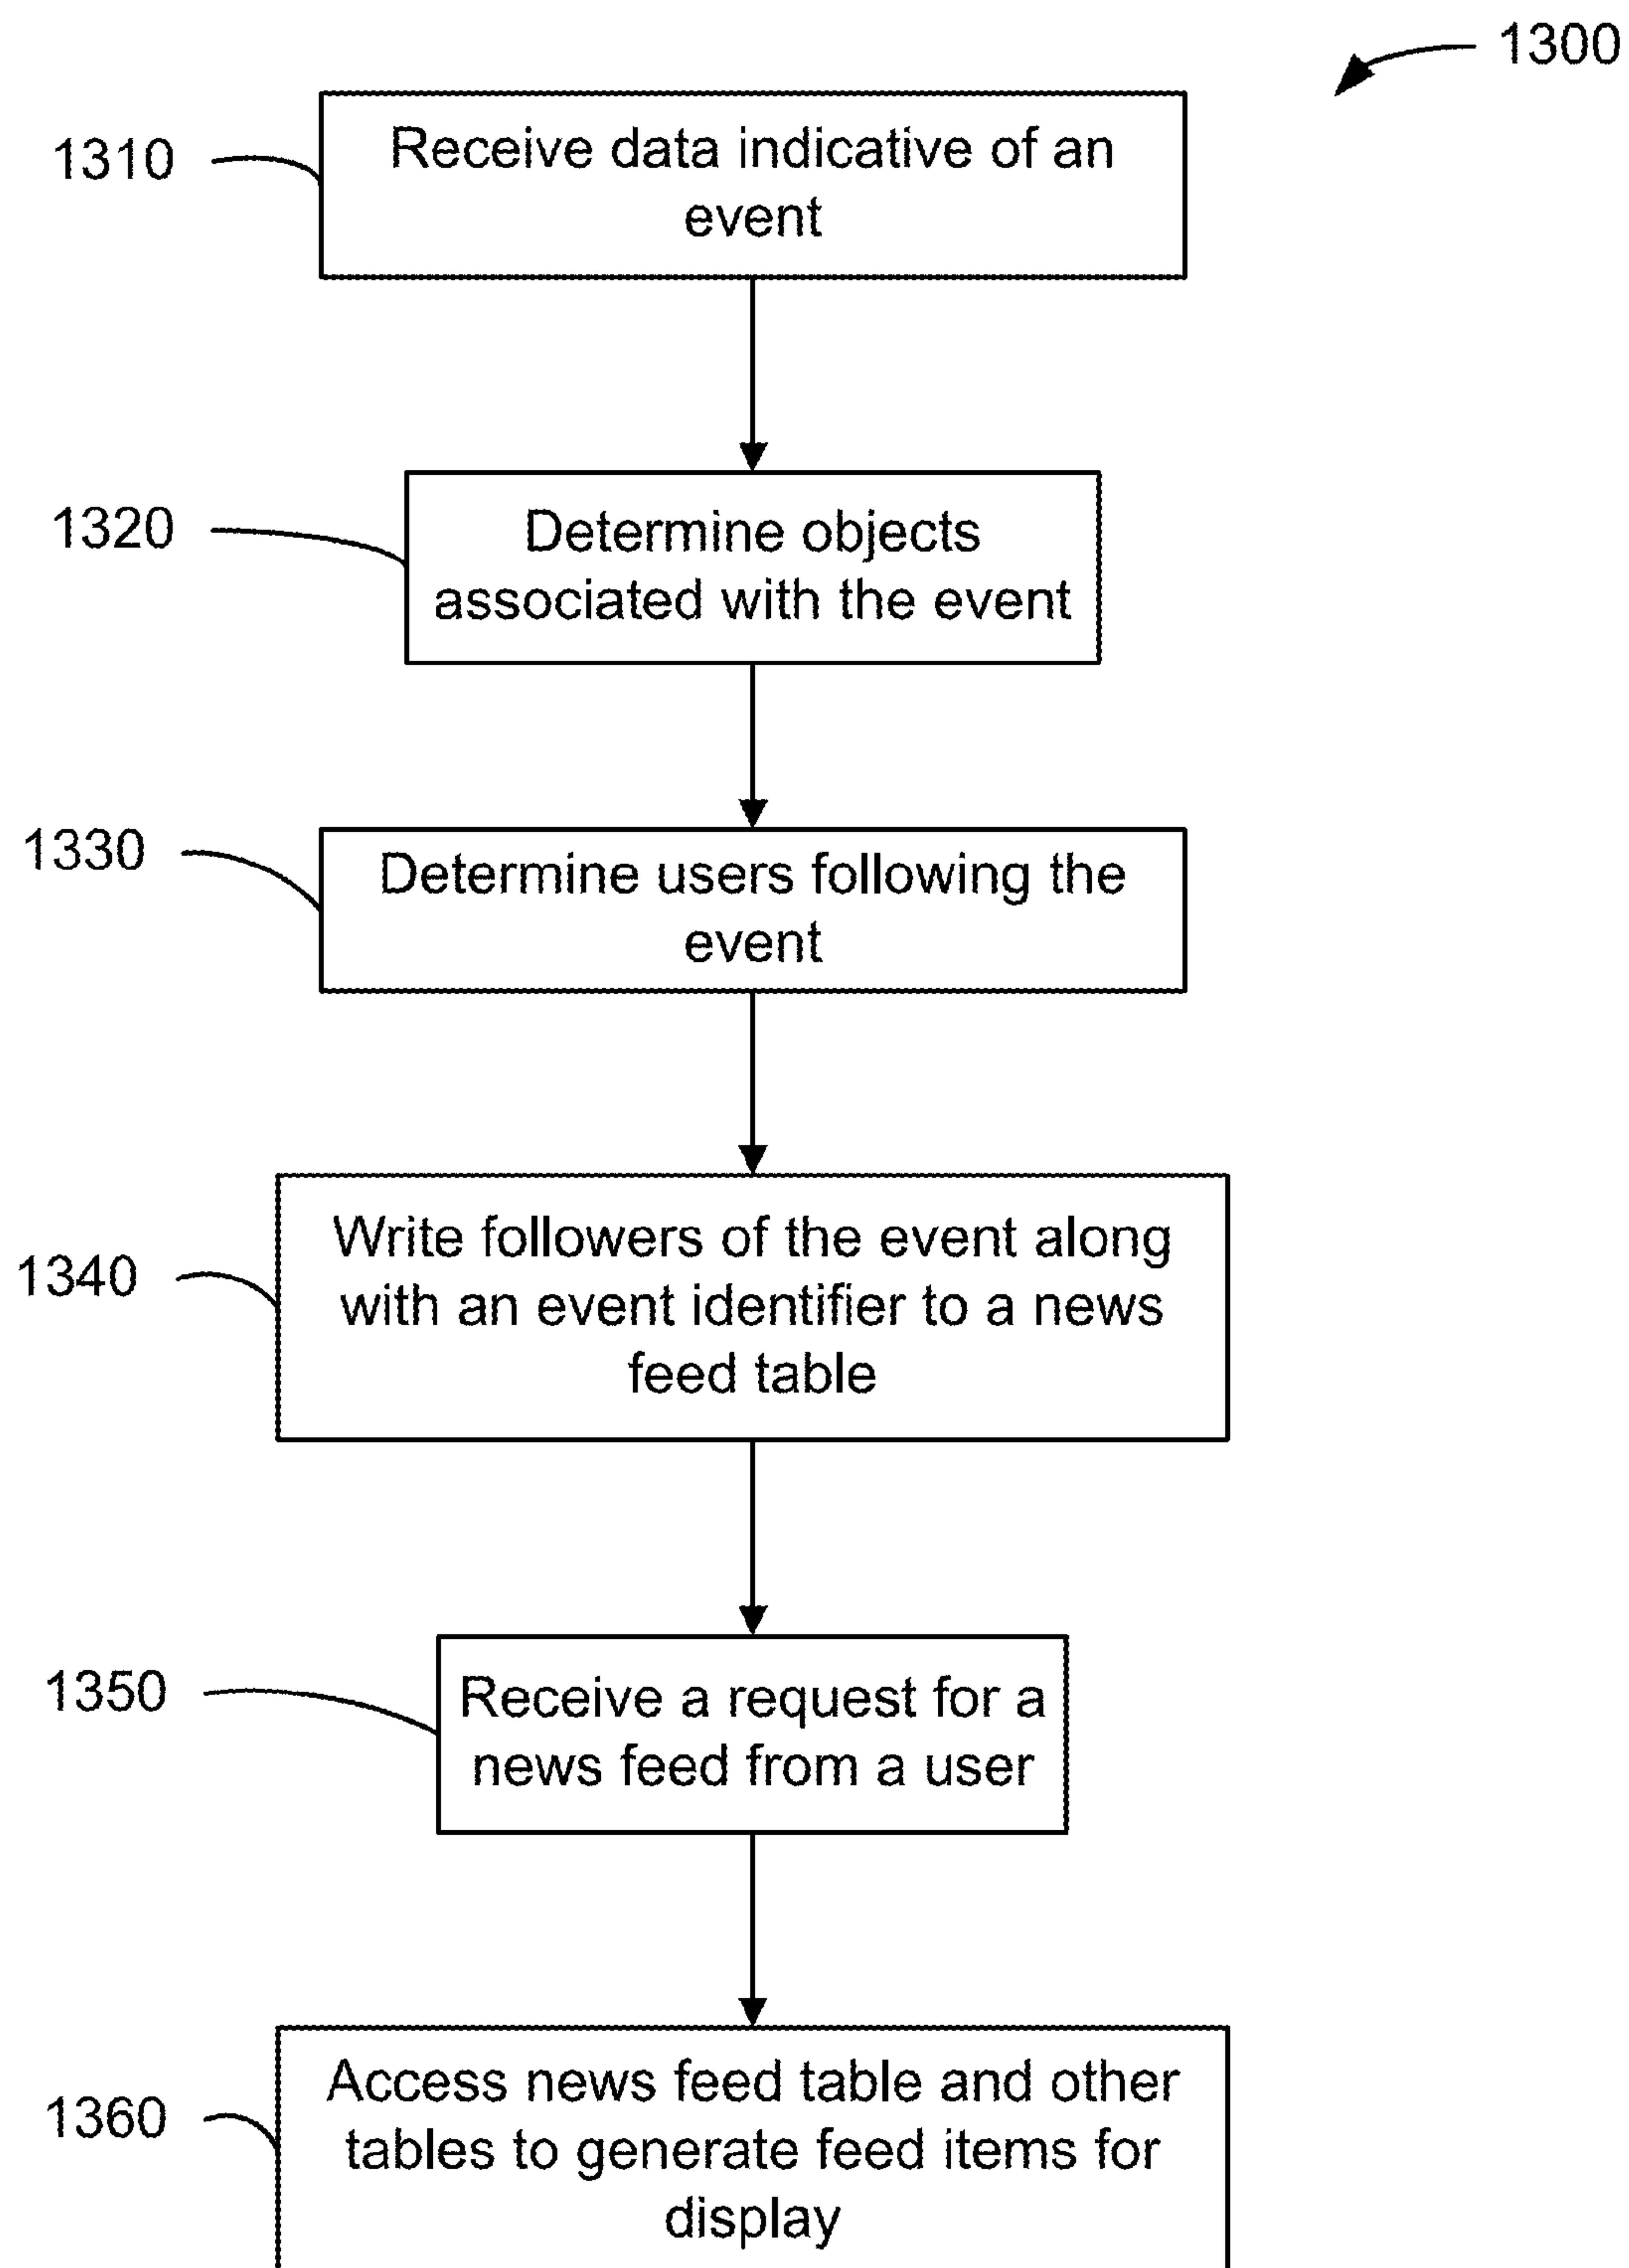 1300
1310
Receive data indicative of an
event
1320
Determine objects
associated with the event
1330
Determine users following the
event
1340
Write followers of the event along
with an event identifier to a news
feed table
1350
Receive a request for a
news feed from a user
1360
Access news feed table and other
tables to generate feed items for
display